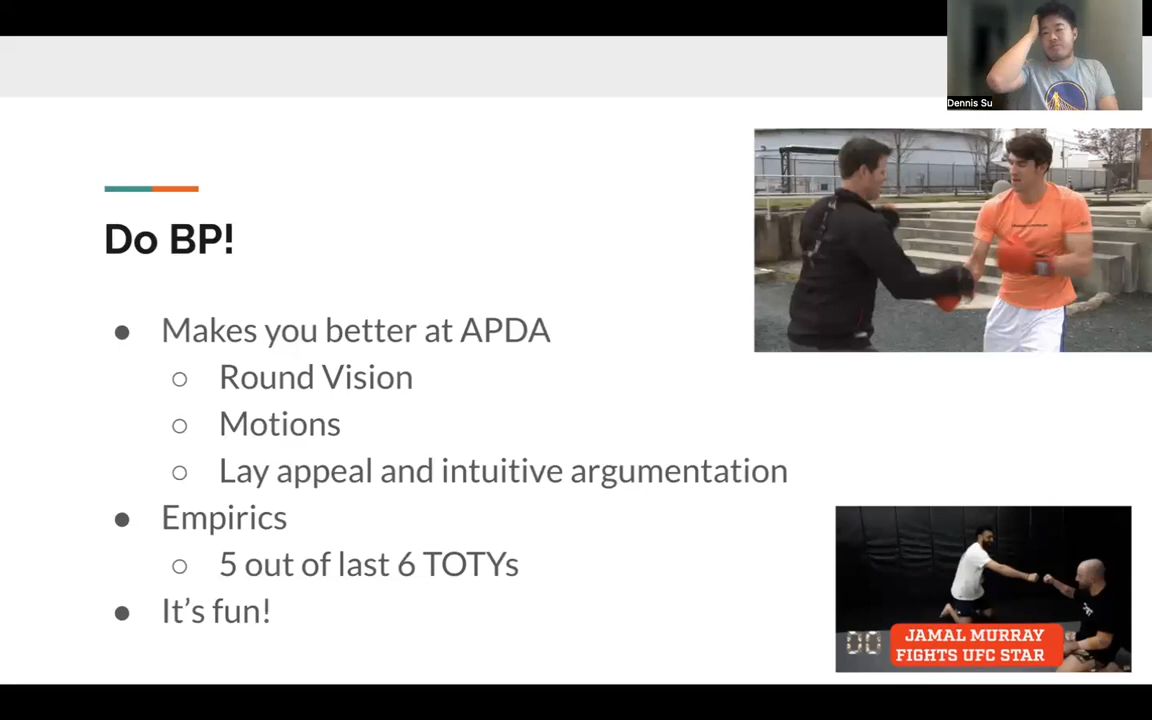 Dennis Su
Do BP!
Makes you better at APDA
Round Vision
Motions
Lay appeal and intuitive argumentation
Empirics
5 out of last 6 TOTYs
It's fun!
00
JAMAL MURRAY
FIGHTS UFC STAR